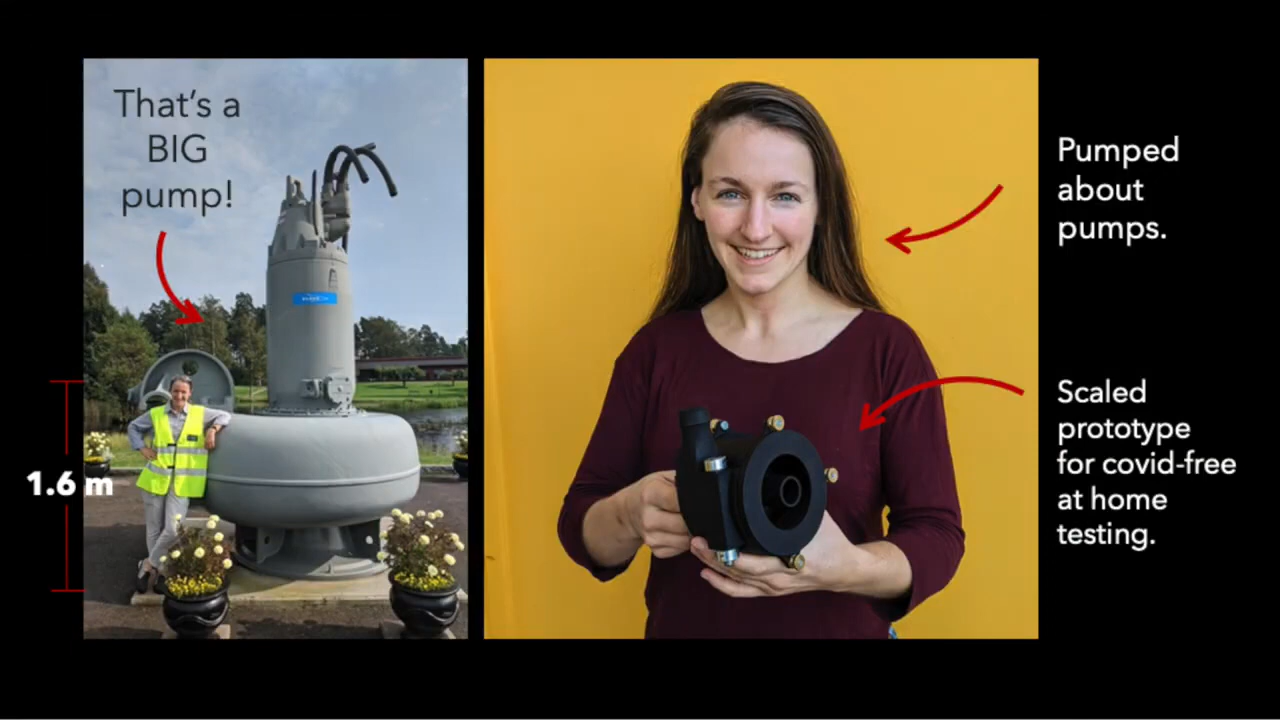 That's a
BIG
pump!
1.6 m
Pumped
about
pumps.
Scaled
prototype
for covid-free
at home
testing.